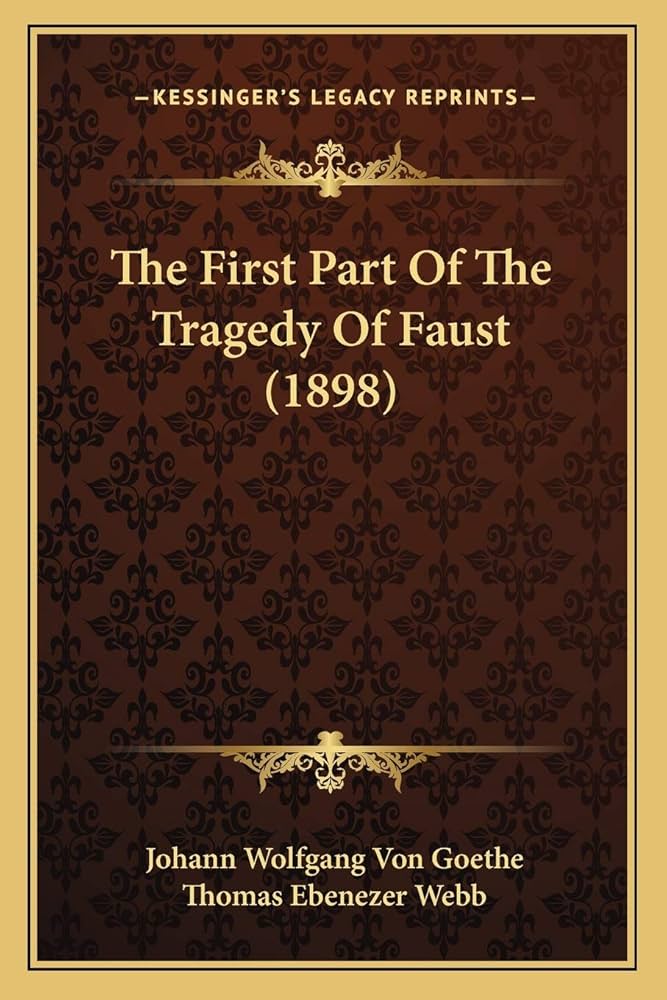 –KESSINGER'S LEGACY REPRINTS–
The First Part Of The
Tragedy Of Faust
(1898)
Johann Wolfgang Von Goethe
Thomas Ebenezer Webb